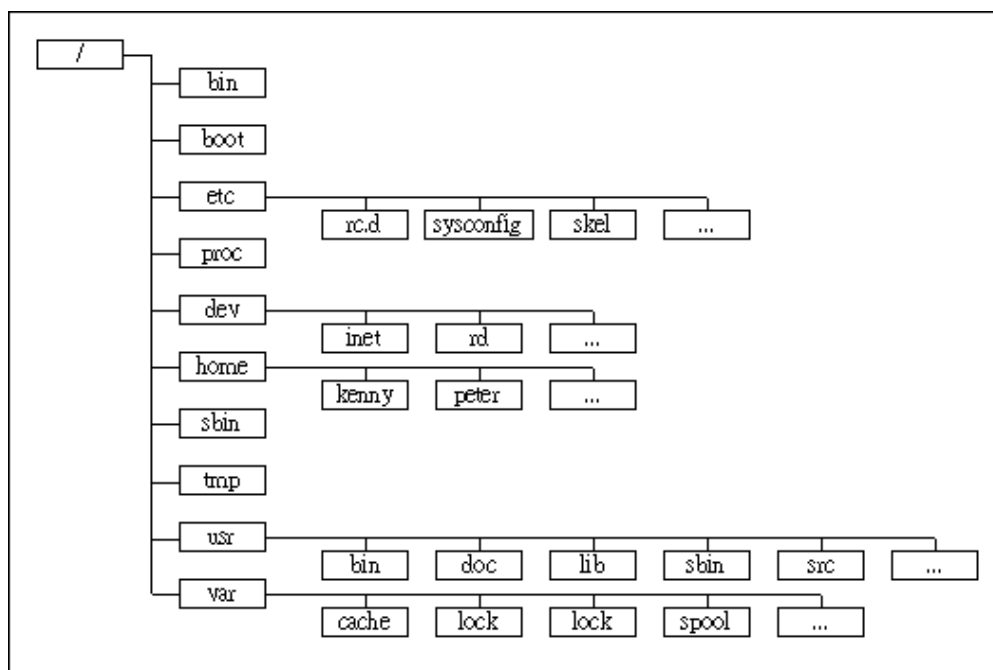 /
bin
boot
etc
rc.d sysconfig skel ...
proc
dev
inet rd ...
home
kenny peter ...
sbin
tmp
usr
bin doc lib sbin src ...
var
cache lock lock spool ...